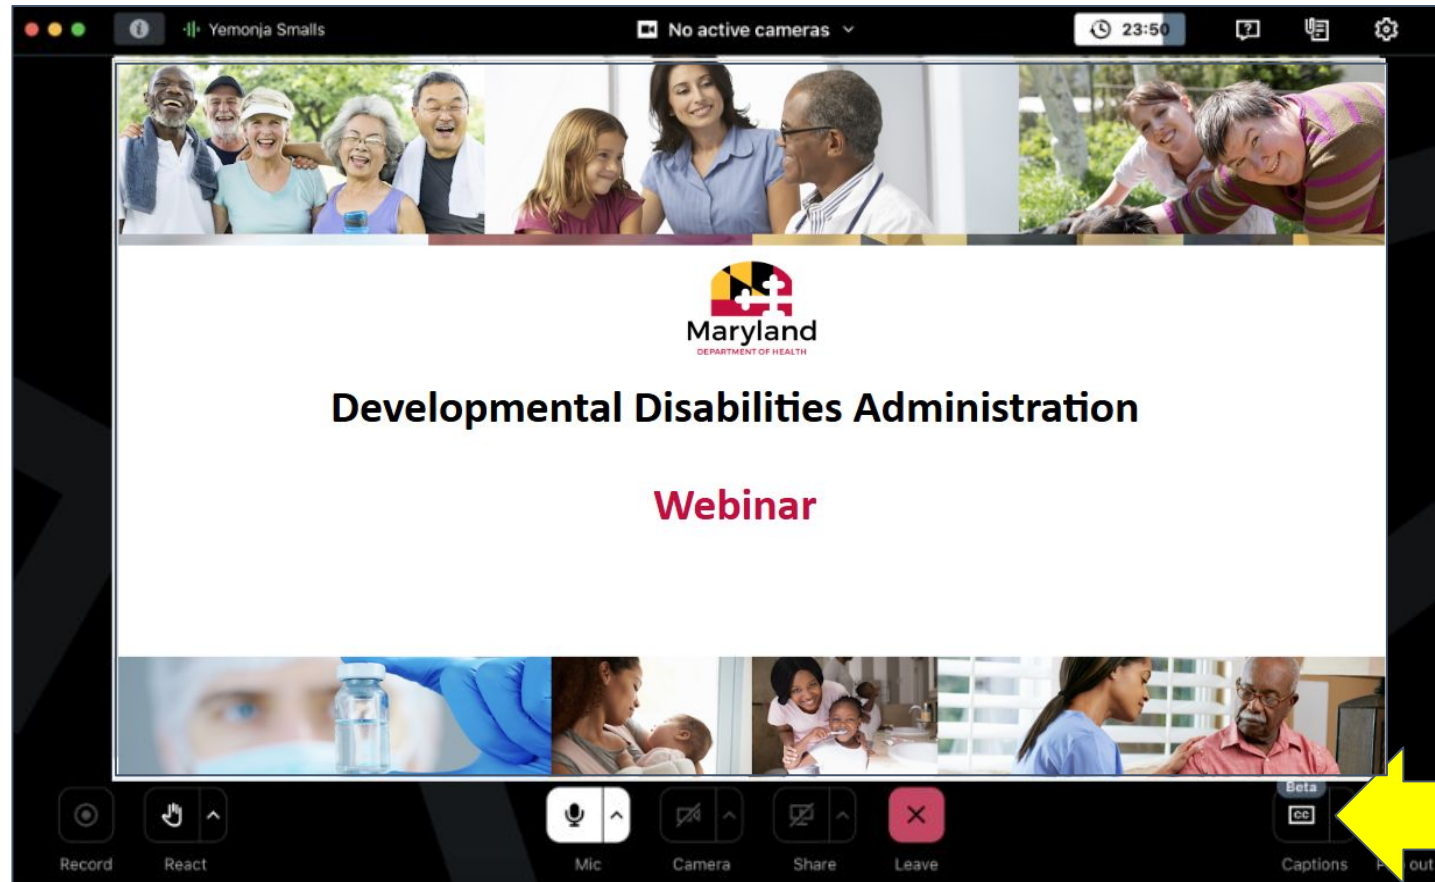 Yemonja Smalls
No active cameras
23:50
Maryland
DEPARTMENT OF HEALTH
Developmental Disabilities Administration
Webinar
Beta
CC
Record
React
Mic
Camera
Share
Leave
Captions
out